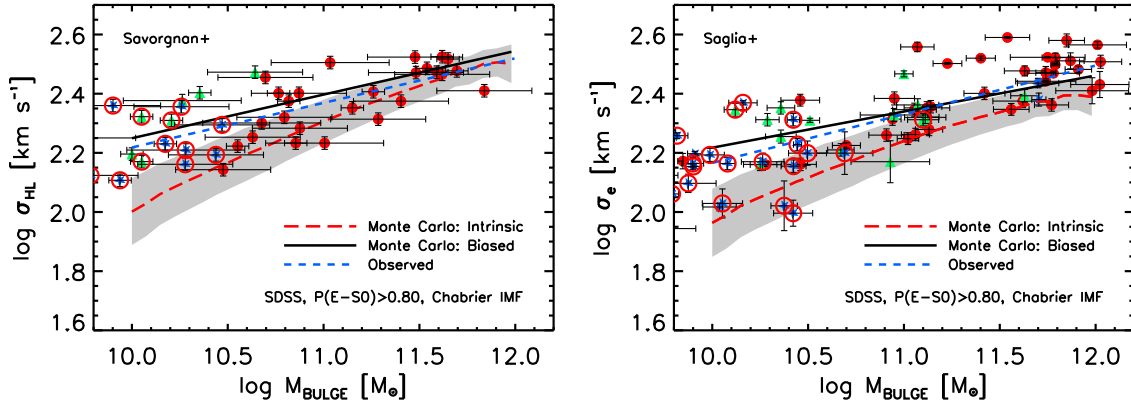 2.6
2.4
2.2
2.0
1.8
1.6
log σHL [km s⁻¹]
Savorgnan+
Monte Carlo: Intrinsic
Monte Carlo: Biased
Observed
SDSS, P(E-S0)>0.80, Chabrier IMF
10.0 10.5 11.0 11.5 12.0
log MBULGE [M⊙]
2.6
2.4
2.2
2.0
1.8
1.6
log σe [km s⁻¹]
Saglia+
Monte Carlo: Intrinsic
Monte Carlo: Biased
Observed
SDSS, P(E-S0)>0.80, Chabrier IMF
10.0 10.5 11.0 11.5 12.0
log MBULGE [M⊙]